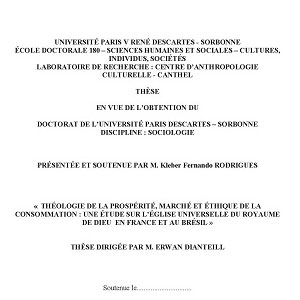 UNIVERSITÉ PARIS V RENÉ DESCARTES - SORBONNE
ÉCOLE DOCTORALE 180 – SCIENCES HUMAINES ET SOCIALES – CULTURES,
INDIVIDUS, SOCIÉTÉS
LABORATOIRE DE RECHERCHE : CENTRE D'ANTHROPOLOGIE
CULTURELLE - CANTHEL
THÈSE
EN VUE DE L'OBTENTION DU
DOCTORAT DE L'UNIVERSITÉ PARIS DESCARTES – SORBONNE
DISCIPLINE : SOCIOLOGIE
PRÉSENTÉE ET SOUTENUE PAR M. Kleber Fernando RODRIGUES
« THÉOLOGIE DE LA PROSPÉRITÉ, MARCHÉ ET ÉTHIQUE DE LA
CONSOMMATION : UNE ÉTUDE SUR L'ÉGLISE UNIVERSELLE DU ROYAUME
DE DIEU EN FRANCE ET AU BRÉSIL »
THÈSE DIRIGÉE PAR M. ERWAN DIANTEILL
Soutenue le..............................